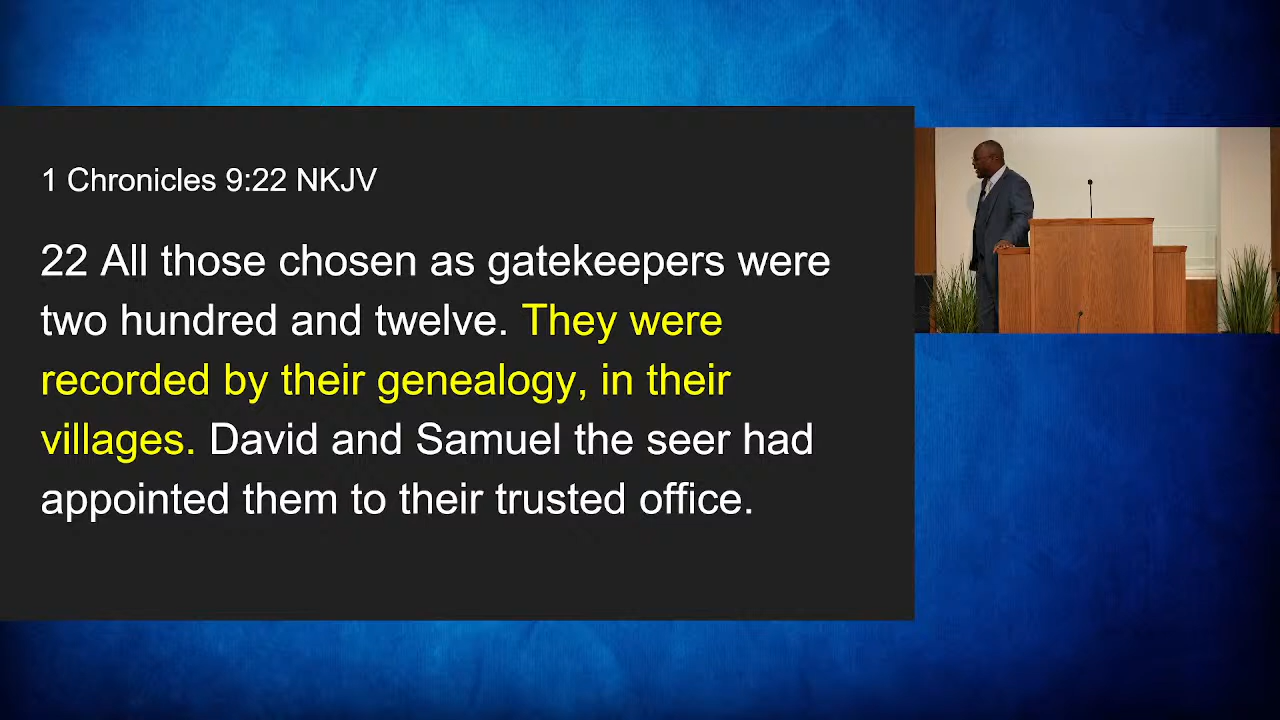 1 Chronicles 9:22 NKJV
22 All those chosen as gatekeepers were
two hundred and twelve. They were
recorded by their genealogy, in their
villages. David and Samuel the seer had
appointed them to their trusted office.